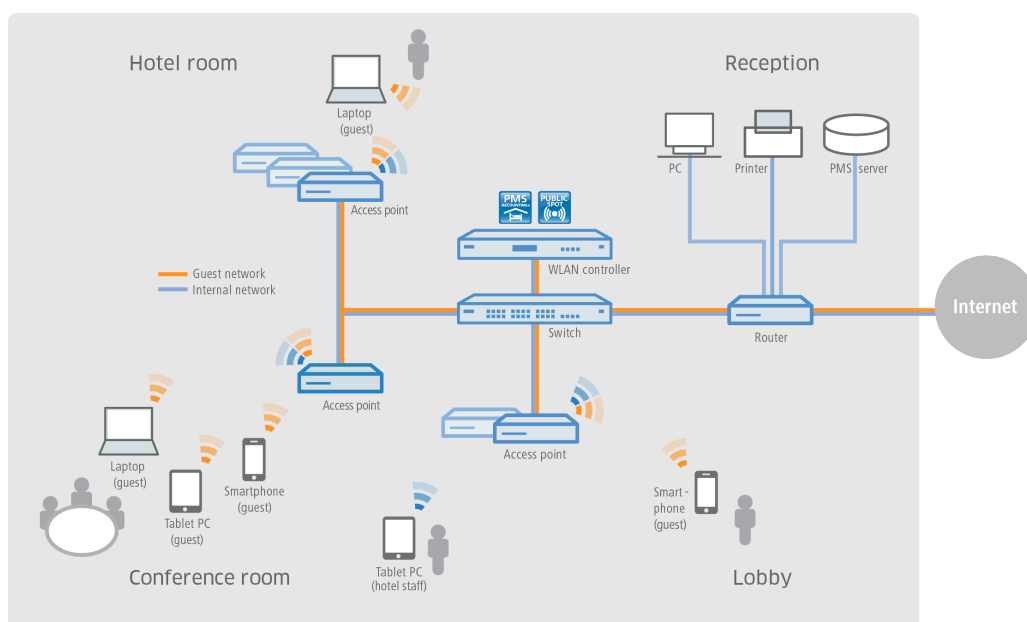 Hotel room
Reception
Laptop
(guest)
PC
Printer
PMS server
Access point
PMS
ACCOUNTING+
PUBLIC
SPOT
WLAN controller
Guest network
Internal network
Internet
Switch
Router
Access point
Access point
Laptop
(guest)
Smartphone
(guest)
Tablet PC
(guest)
Smart -
phone
(guest)
Tablet PC
(hotel staff)
Conference room
Lobby